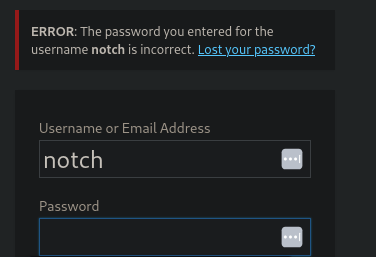 ERROR: The password you entered for the
username notch is incorrect. Lost your password?
Username or Email Address
notch
Password